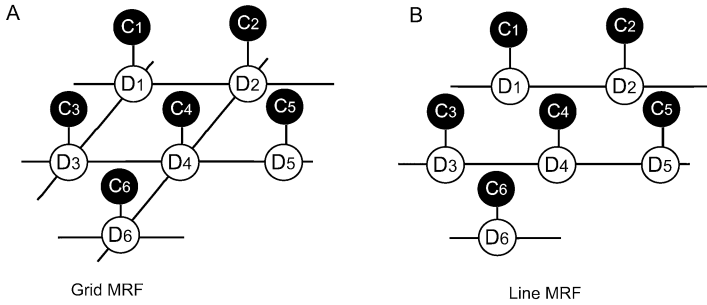 A
C1
C2
D1
D2
C3
C4
C5
D3
D4
D5
C6
D6
Grid MRF
B
C1
C2
D1
D2
C3
C4
C5
D3
D4
D5
C6
D6
Line MRF